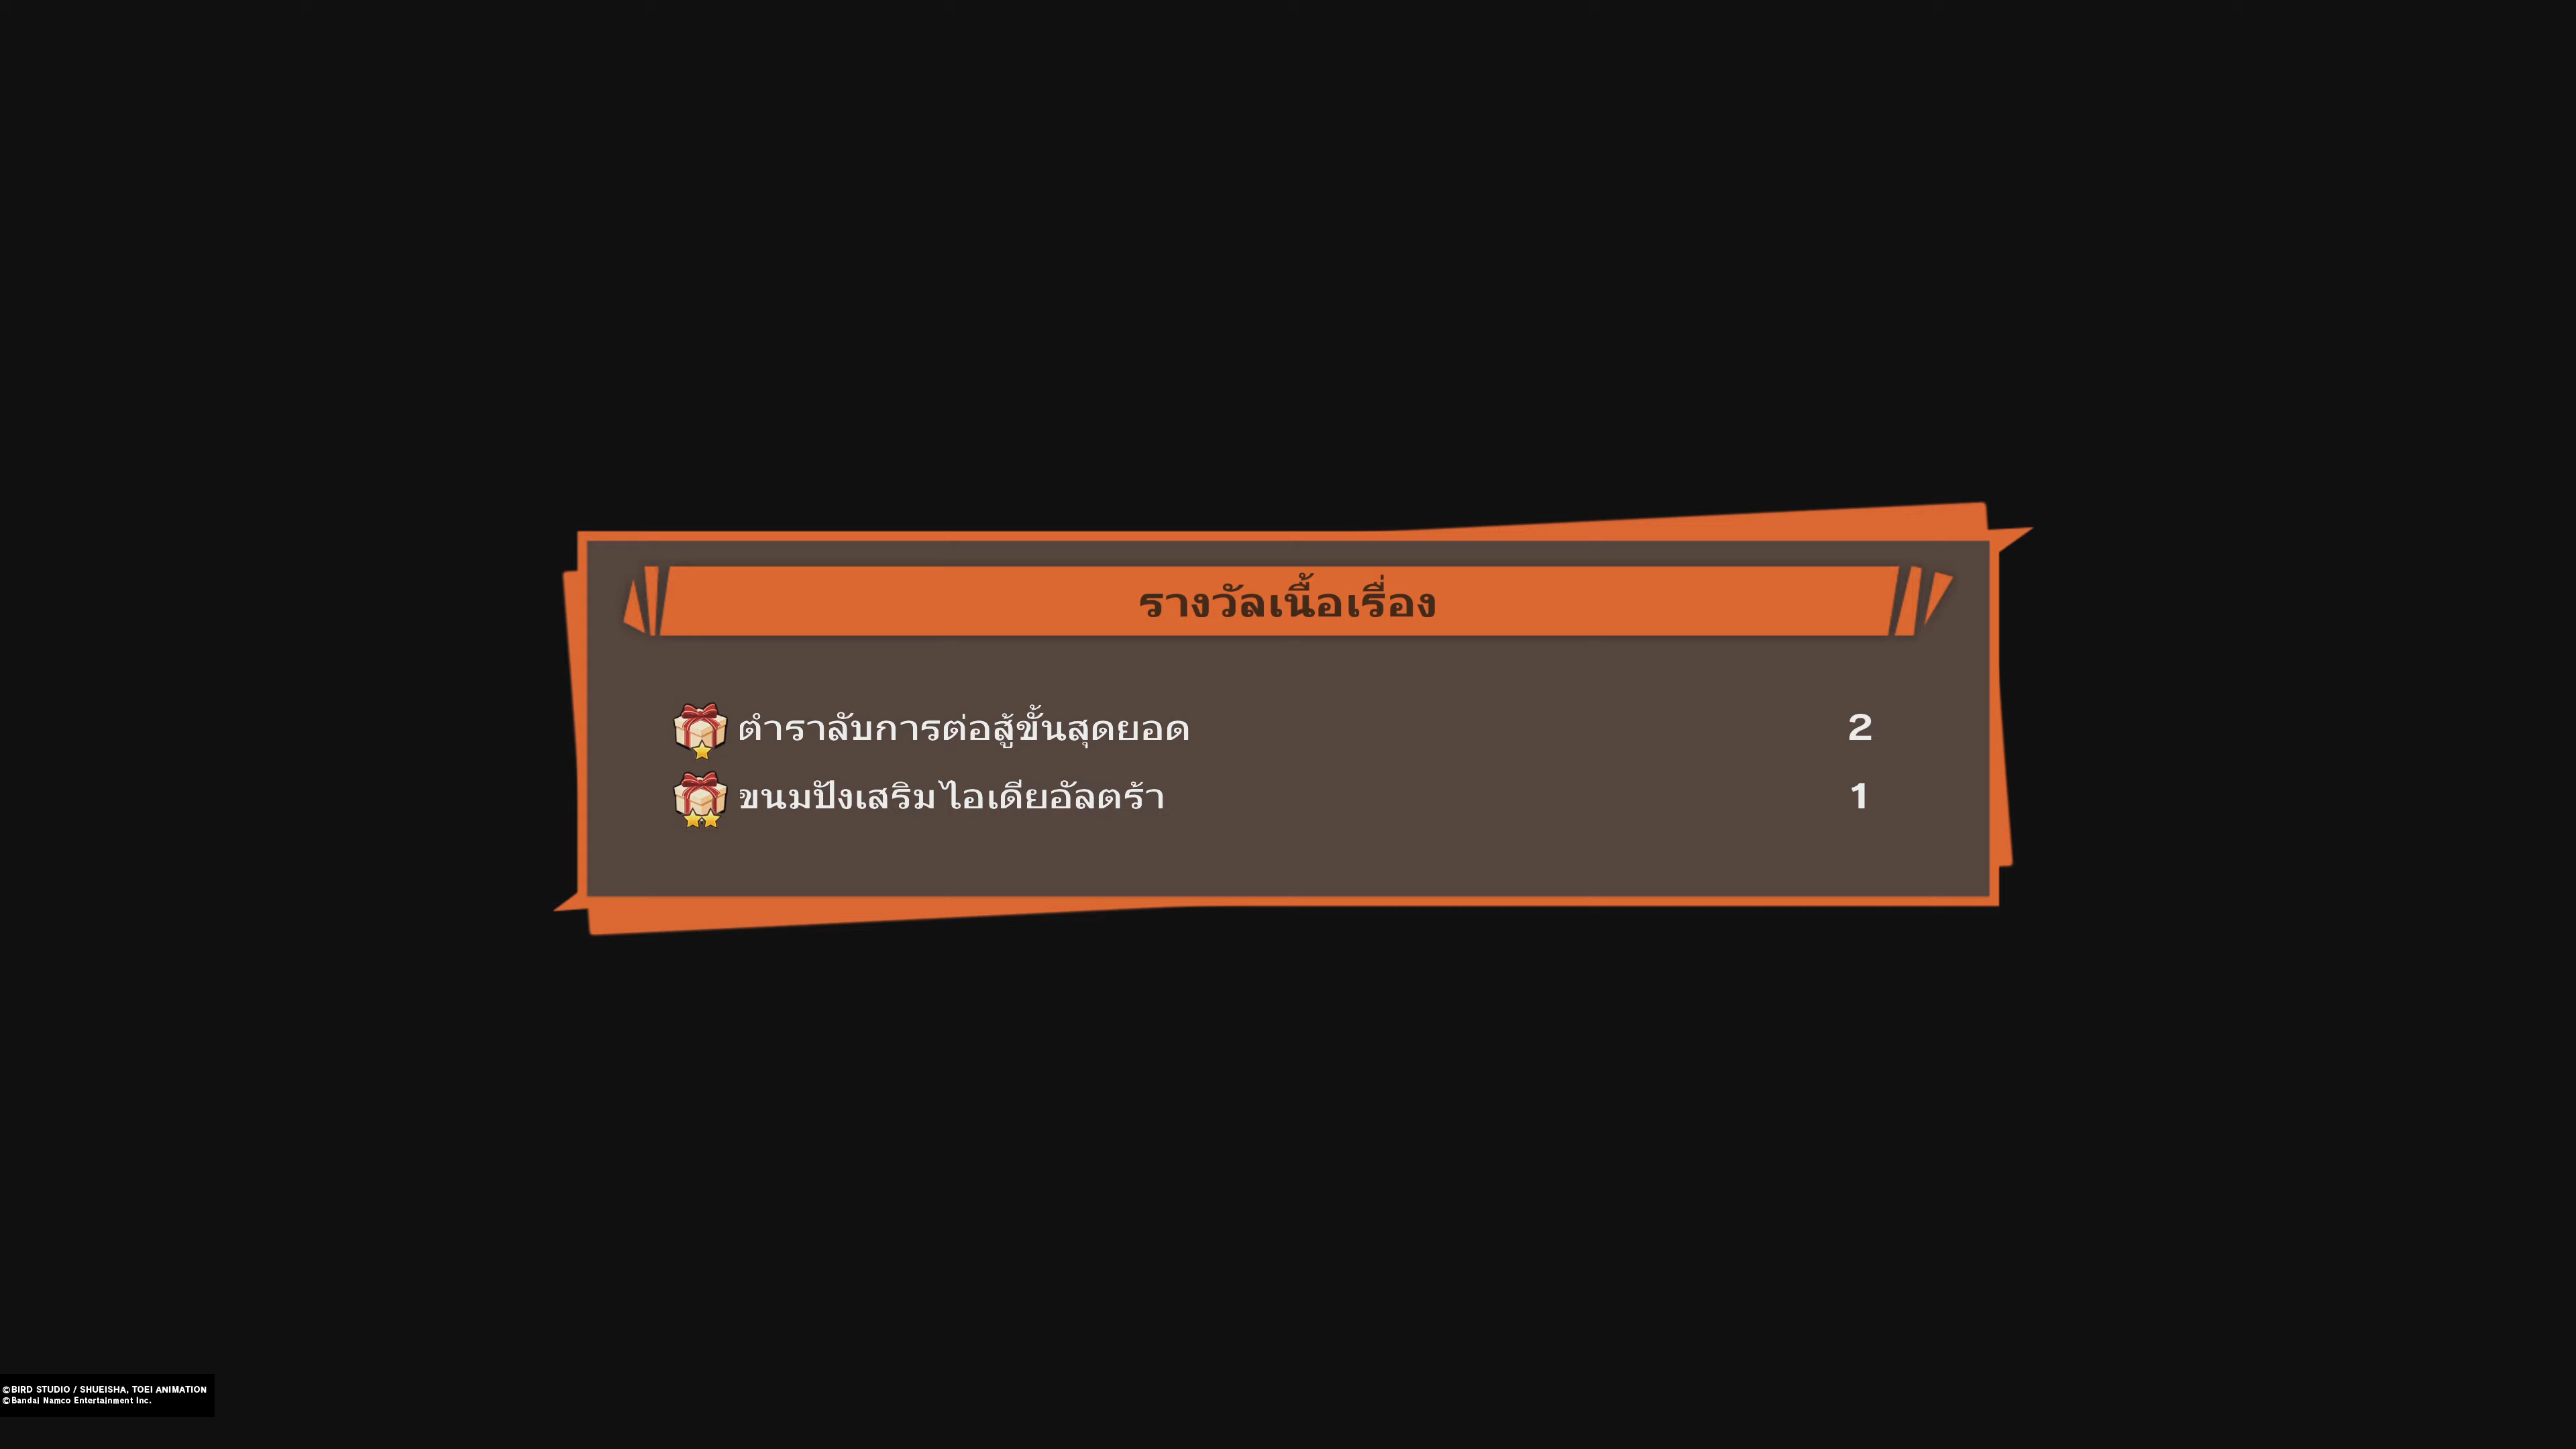 รางวัลเนื้อเรื่อง
ตำราลับการต่อสู้ขั้นสุดยอด 2
ขนมปังเสริมไอเดียอัลตร้า 1
©BIRD STUDIO / SHUEISHA, TOEI ANIMATION
©Bandai Namco Entertainment Inc.